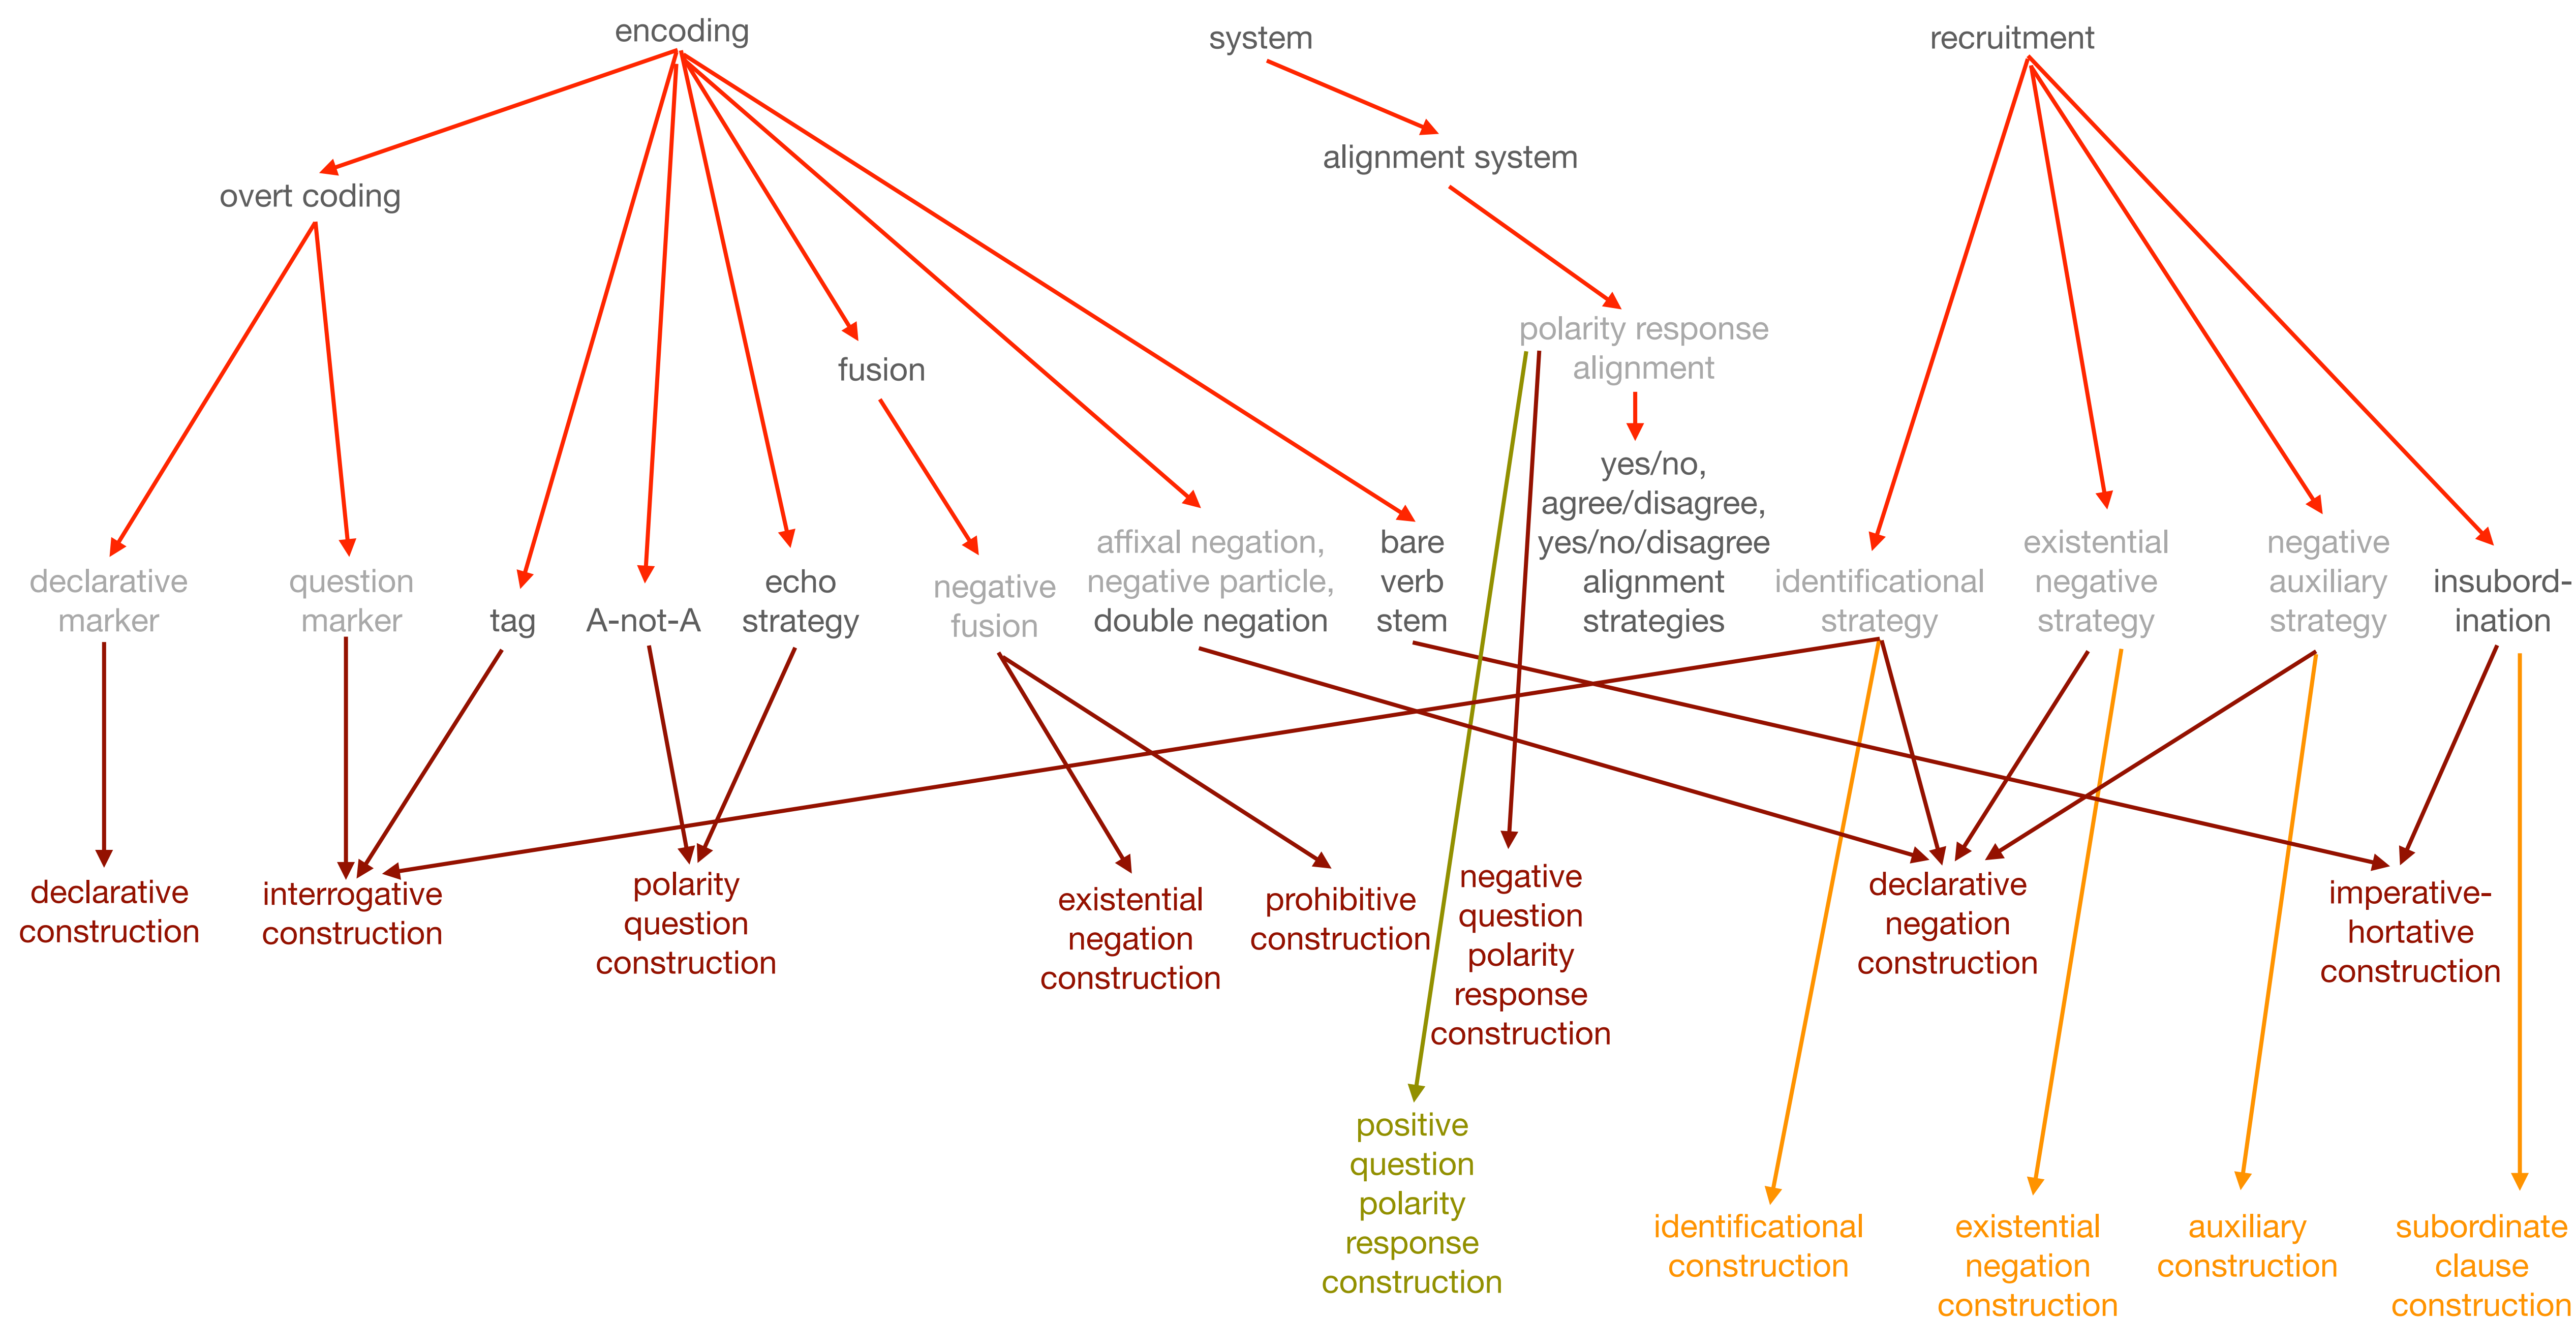 encoding
system
recruitment
alignment system
overt coding
polarity response
alignment
fusion
yes/no,
agree/disagree,
yes/no/disagree
alignment
strategies
declarative
marker
question
marker
tag
A-not-A
echo
strategy
negative
fusion
affixal negation,
negative particle,
double negation
bare
verb
stem
identificational
strategy
existential
negative
strategy
negative
auxiliary
strategy
insubord-
ination
declarative
construction
interrogative
construction
polarity
question
construction
existential
negation
construction
prohibitive
construction
negative
question
polarity
response
construction
declarative
negation
construction
imperative-
hortative
construction
positive
question
polarity
response
construction
identificational
construction
existential
negation
construction
auxiliary
construction
subordinate
clause
construction